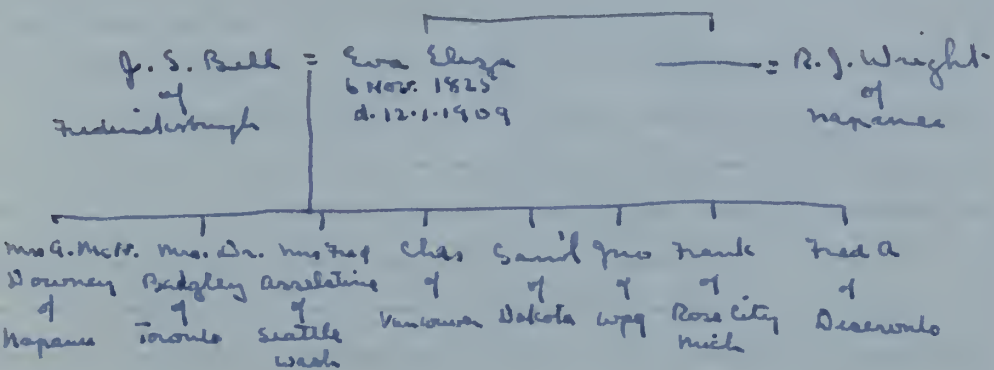 J. S. Bell = Eva Eliza = R. J. Wright
of
Fredericksburgh
6 Nov. 1825
d. 12.1.1909
of
Napanee
Mrs G. McN. Downey of Napanee
Mrs. Dr. Badgley of Toronto
Mrs Fred of Seattle Wash
Chas of Vancouver
Sam'l of Dakota
Jno of Wpg
Frank of Rose City Mich
Fred A of Deseronto